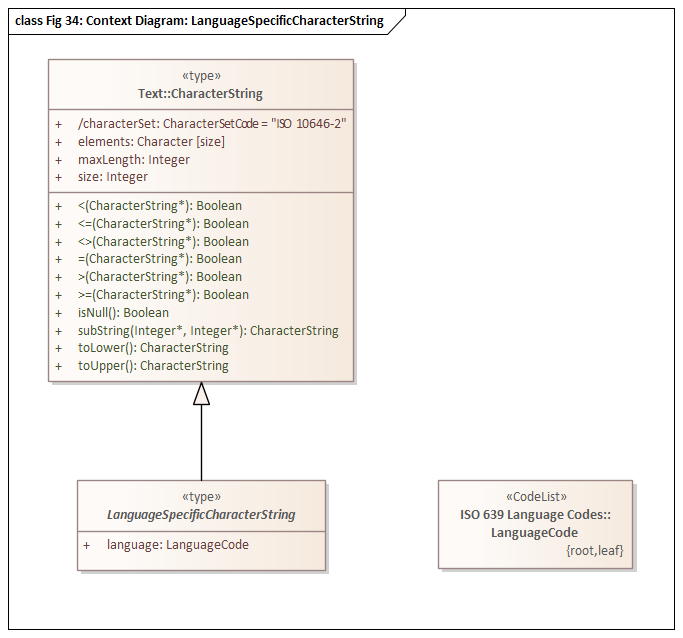 class Fig 34: Context Diagram: LanguageSpecificCharacterString
«type»
Text::CharacterString
+ /characterSet: CharacterSetCode = "ISO 10646-2"
+ elements: Character [size]
+ maxLength: Integer
+ size: Integer
+ <(CharacterString*): Boolean
+ <=(CharacterString*): Boolean
+ <>(CharacterString*): Boolean
+ =(CharacterString*): Boolean
+ >(CharacterString*): Boolean
+ >=(CharacterString*): Boolean
+ isNull(): Boolean
+ subString(Integer*, Integer*): CharacterString
+ toLower(): CharacterString
+ toUpper(): CharacterString
«type»
LanguageSpecificCharacterString
+ language: LanguageCode
«CodeList»
ISO 639 Language Codes::
LanguageCode
{root,leaf}